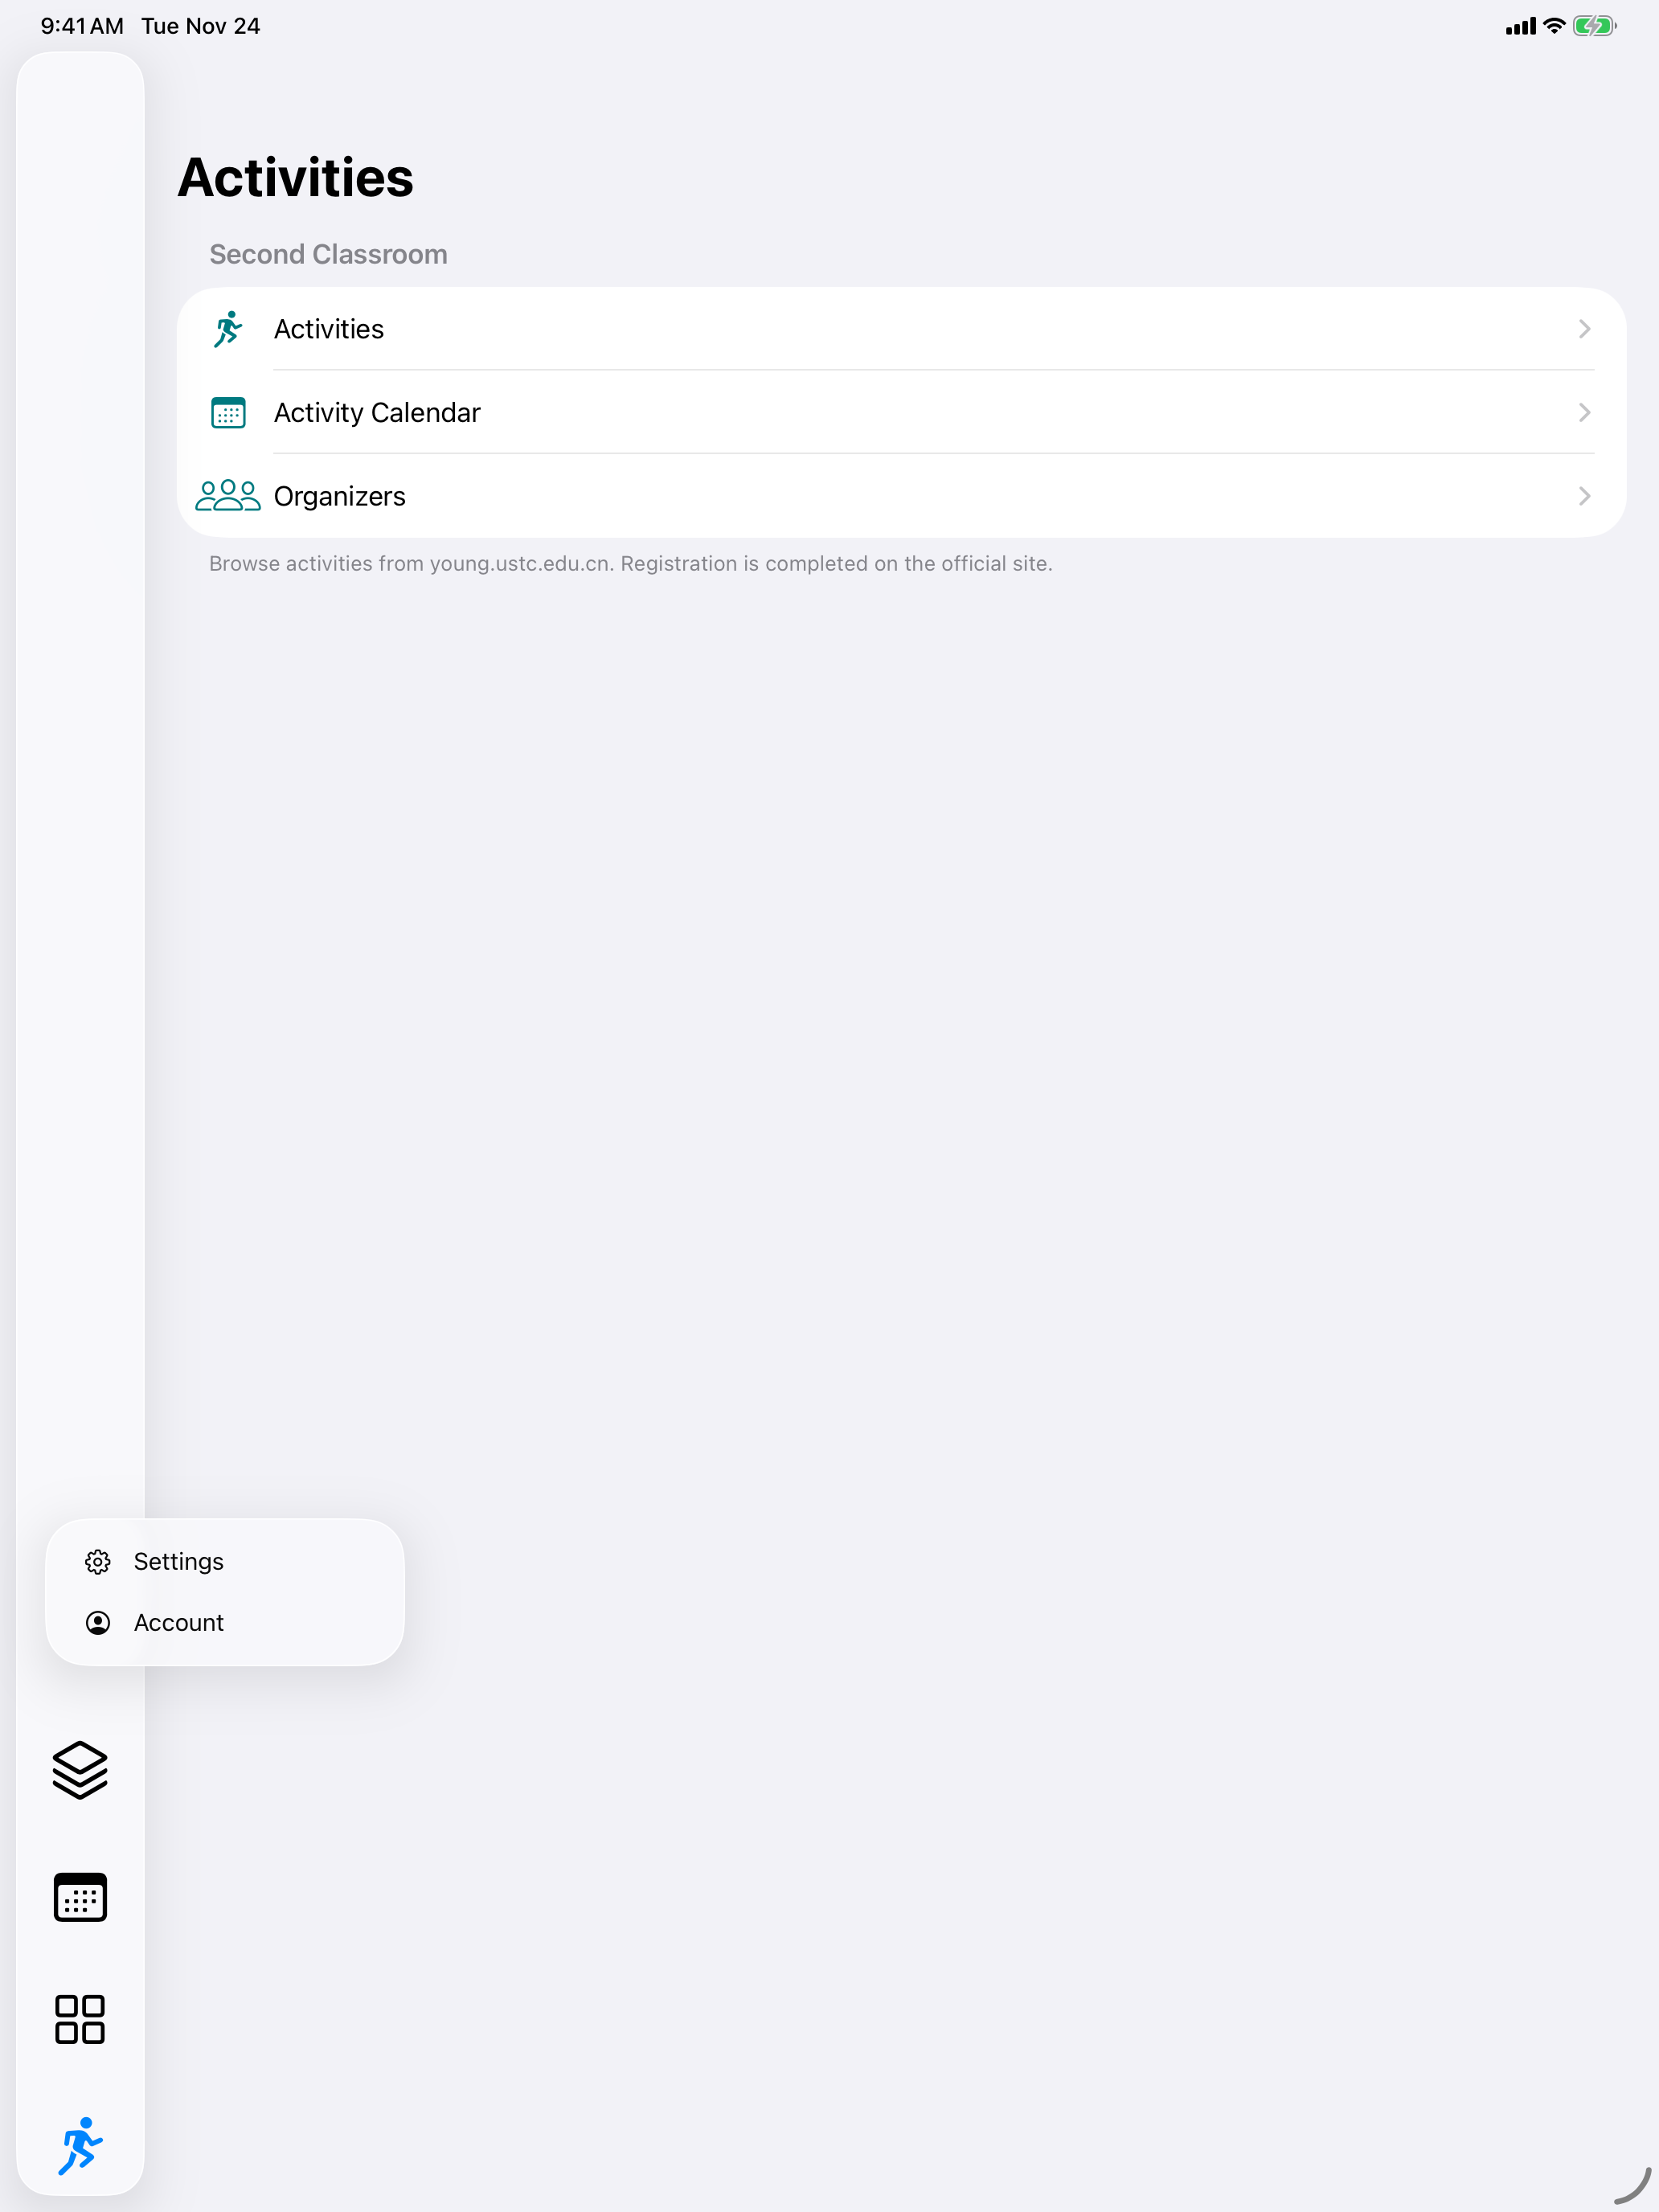 9:41 AM Tue Nov 24
Activities
Second Classroom
Activities
Activity Calendar
Organizers
Browse activities from young.ustc.edu.cn. Registration is completed on the official site.
Settings
Account